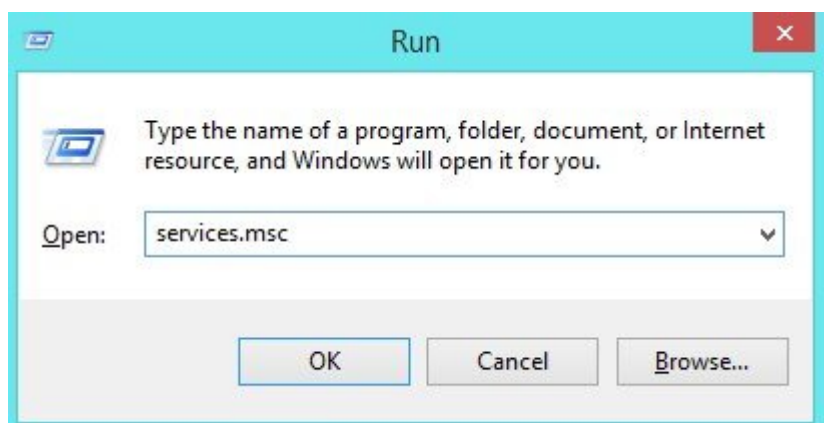 Run
Type the name of a program, folder, document, or Internet
resource, and Windows will open it for you.
Open: services.msc
OK Cancel Browse...